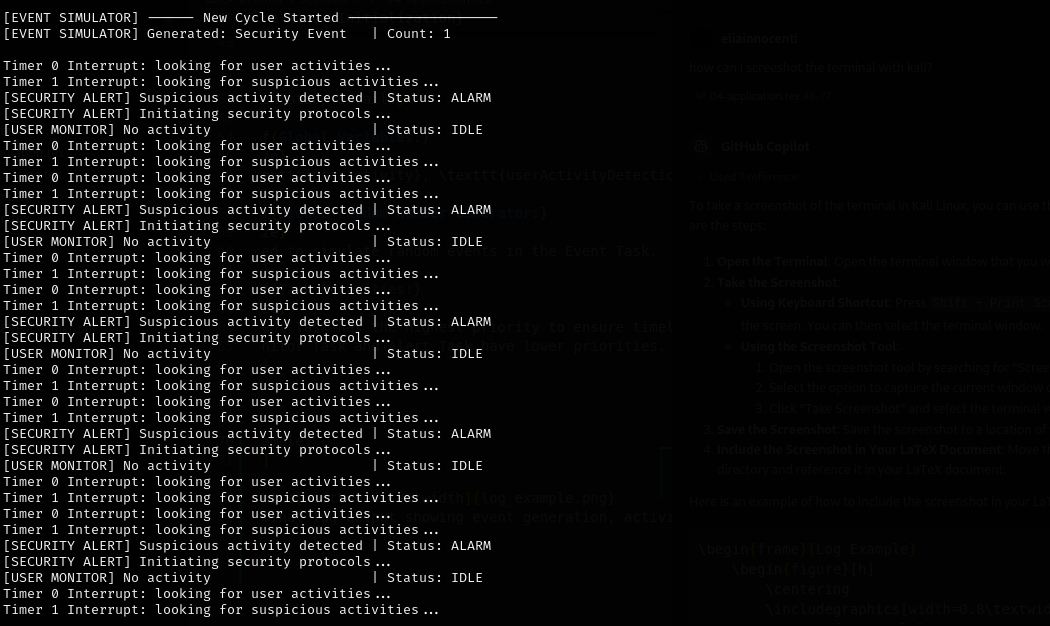 [EVENT SIMULATOR] —————— New Cycle Started ———————————————————
[EVENT SIMULATOR] Generated: Security Event   | Count: 1
Timer 0 Interrupt: looking for user activities...
Timer 1 Interrupt: looking for suspicious activities...
[SECURITY ALERT] Suspicious activity detected | Status: ALARM
[SECURITY ALERT] Initiating security protocols...
[USER MONITOR] No activity                    | Status: IDLE
Timer 0 Interrupt: looking for user activities...
Timer 1 Interrupt: looking for suspicious activities...
Timer 0 Interrupt: looking for user activities...
Timer 1 Interrupt: looking for suspicious activities...
[SECURITY ALERT] Suspicious activity detected | Status: ALARM
[SECURITY ALERT] Initiating security protocols...
[USER MONITOR] No activity                    | Status: IDLE
Timer 0 Interrupt: looking for user activities...
Timer 1 Interrupt: looking for suspicious activities...
Timer 0 Interrupt: looking for user activities...
Timer 1 Interrupt: looking for suspicious activities...
[SECURITY ALERT] Suspicious activity detected | Status: ALARM
[SECURITY ALERT] Initiating security protocols...
[USER MONITOR] No activity                    | Status: IDLE
Timer 0 Interrupt: looking for user activities...
Timer 1 Interrupt: looking for suspicious activities...
Timer 0 Interrupt: looking for user activities...
Timer 1 Interrupt: looking for suspicious activities...
[SECURITY ALERT] Suspicious activity detected | Status: ALARM
[SECURITY ALERT] Initiating security protocols...
[USER MONITOR] No activity                    | Status: IDLE
Timer 0 Interrupt: looking for user activities...
Timer 1 Interrupt: looking for suspicious activities...
Timer 0 Interrupt: looking for user activities...
Timer 1 Interrupt: looking for suspicious activities...
[SECURITY ALERT] Suspicious activity detected | Status: ALARM
[SECURITY ALERT] Initiating security protocols...
[USER MONITOR] No activity                    | Status: IDLE
Timer 0 Interrupt: looking for user activities...
Timer 1 Interrupt: looking for suspicious activities...
eliainnocenti
how can i screeshot the terminal with kali?
GitHub Copilot
To take a screenshot of the terminal in Kali Linux, you can use th
are the steps:
1. Open the Terminal: Open the terminal window that you w
2. Take the Screenshot:
Using Keyboard Shortcut: Press Shift + Print Sc
the screen. You can then select the terminal window.
Using the Screenshot Tool:
1. Open the screenshot tool by searching for "Scree
2. Select the option to capture the current window o
3. Click "Take Screenshot" and select the terminal w
3. Save the Screenshot: Save the screenshot to a location of
4. Include the Screenshot in Your LaTeX Document: Move th
directory and reference it in your LaTeX document.
Here is an example of how to include the screenshot in your LaT
\begin{frame}{Log Example}
\begin{figure}[h]
\centering
\includegraphics[width=0.8\textwid